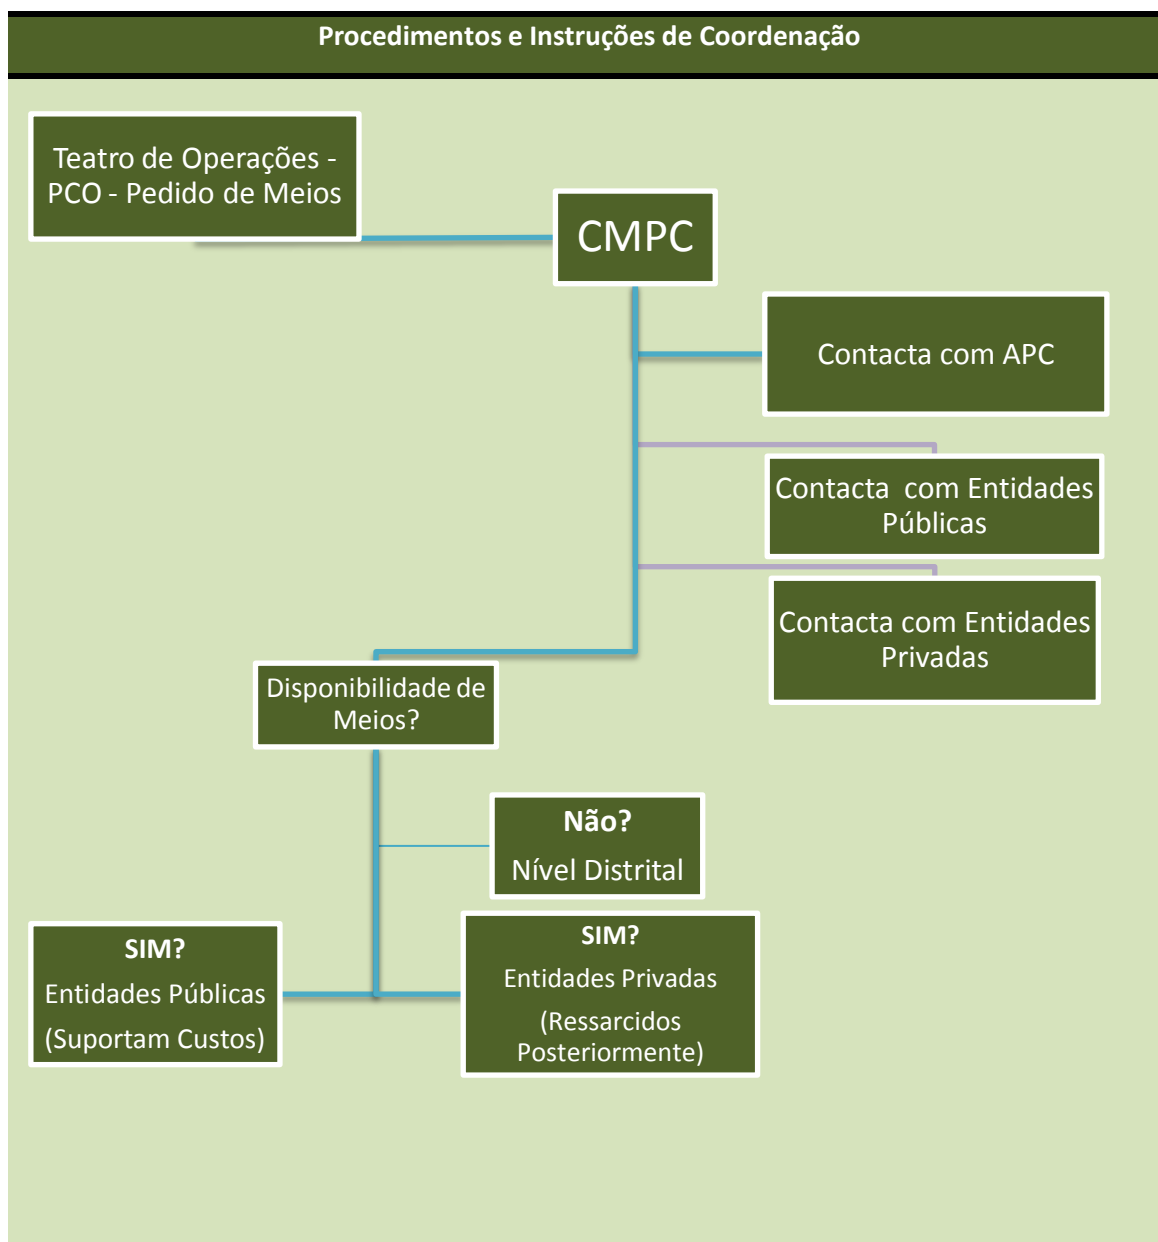 Procedimentos e Instruções de Coordenação
Teatro de Operações -
PCO - Pedido de Meios
CMPC
Contacta com APC
Contacta com Entidades
Públicas
Contacta com Entidades
Privadas
Disponibilidade de
Meios?
Não?
Nível Distrital
SIM?
Entidades Públicas
(Suportam Custos)
SIM?
Entidades Privadas
(Ressarcidos
Posteriormente)